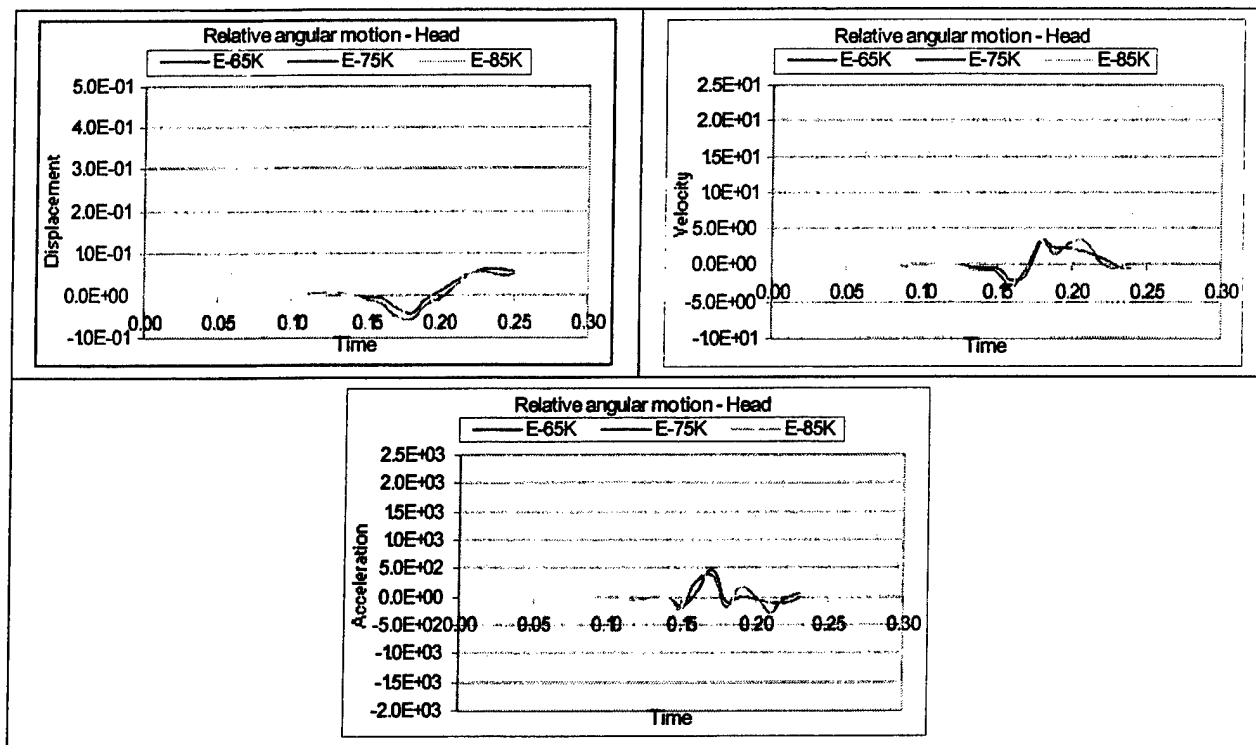 Relative angular motion - Head
E-65K E-75K E-85K
5.0E-01
4.0E-01
3.0E-01
2.0E-01
1.0E-01
0.0E+00
-1.0E-01
Displacement
0.00 0.05 0.10 0.15 0.20 0.25 0.30
Time
Relative angular motion - Head
E-65K E-75K E-85K
2.5E+01
2.0E+01
1.5E+01
1.0E+01
5.0E+00
0.0E+00
-5.0E+00
-1.0E+01
Velocity
0.00 0.05 0.10 0.15 0.20 0.25 0.30
Time
Relative angular motion - Head
E-65K E-75K E-85K
2.5E+03
2.0E+03
1.5E+03
1.0E+03
5.0E+02
0.0E+00
-5.0E+02
-1.0E+03
-1.5E+03
-2.0E+03
Acceleration
0.00 0.05 0.10 0.15 0.20 0.25 0.30
Time